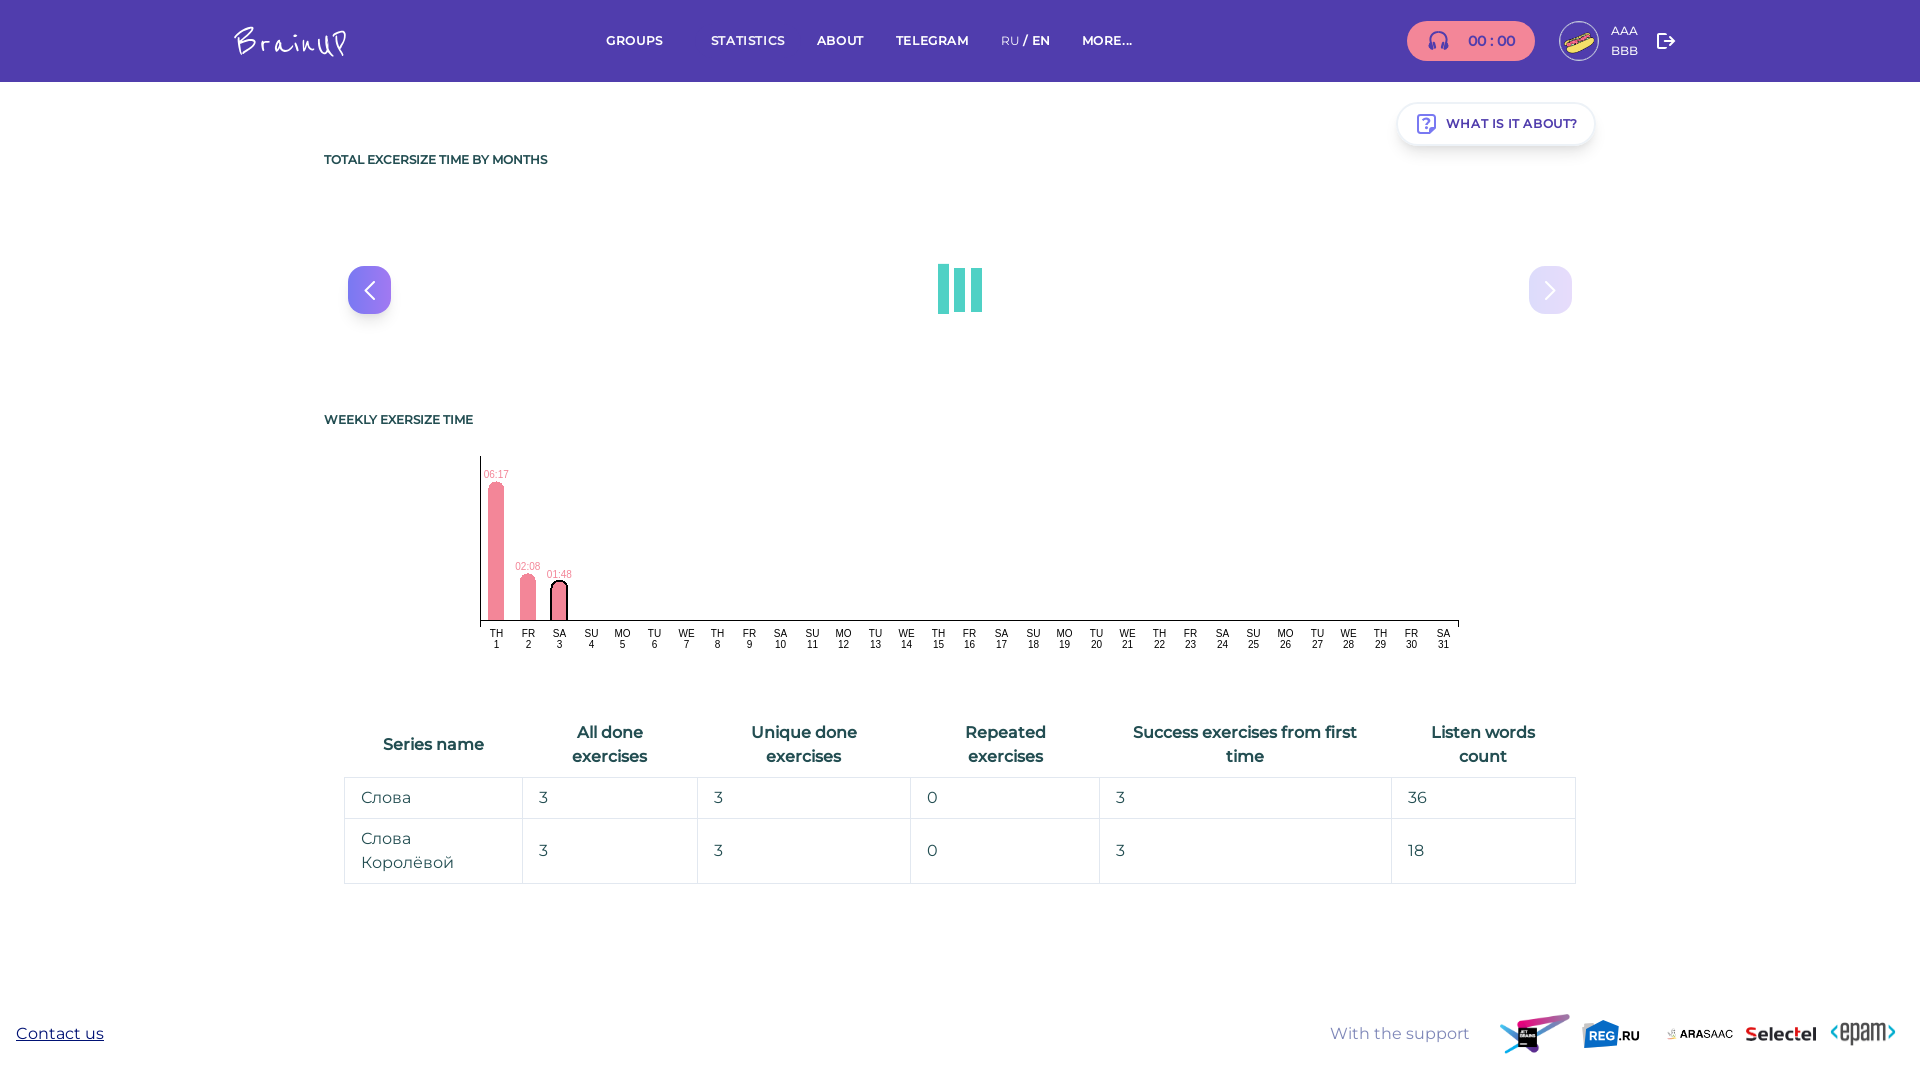 BrainUP
GROUPS STATISTICS ABOUT TELEGRAM RU / EN MORE...
00 : 00
AAA
BBB
WHAT IS IT ABOUT?
TOTAL EXCERSIZE TIME BY MONTHS
WEEKLY EXERSIZE TIME
06:17
02:08
01:48
TH FR SA SU MO TU WE TH FR SA SU MO TU WE TH FR SA SU MO TU WE TH FR SA SU MO TU WE TH FR SA
1 2 3 4 5 6 7 8 9 10 11 12 13 14 15 16 17 18 19 20 21 22 23 24 25 26 27 28 29 30 31
Series name
All done
exercises
Unique done
exercises
Repeated
exercises
Success exercises from first
time
Listen words
count
Слова 3 3 0 3 36
Слова
Королёвой
3 3 0 3 18
Contact us
With the support
JET BRAINS
REG.RU
ARASAAC
Selectel
<epam>